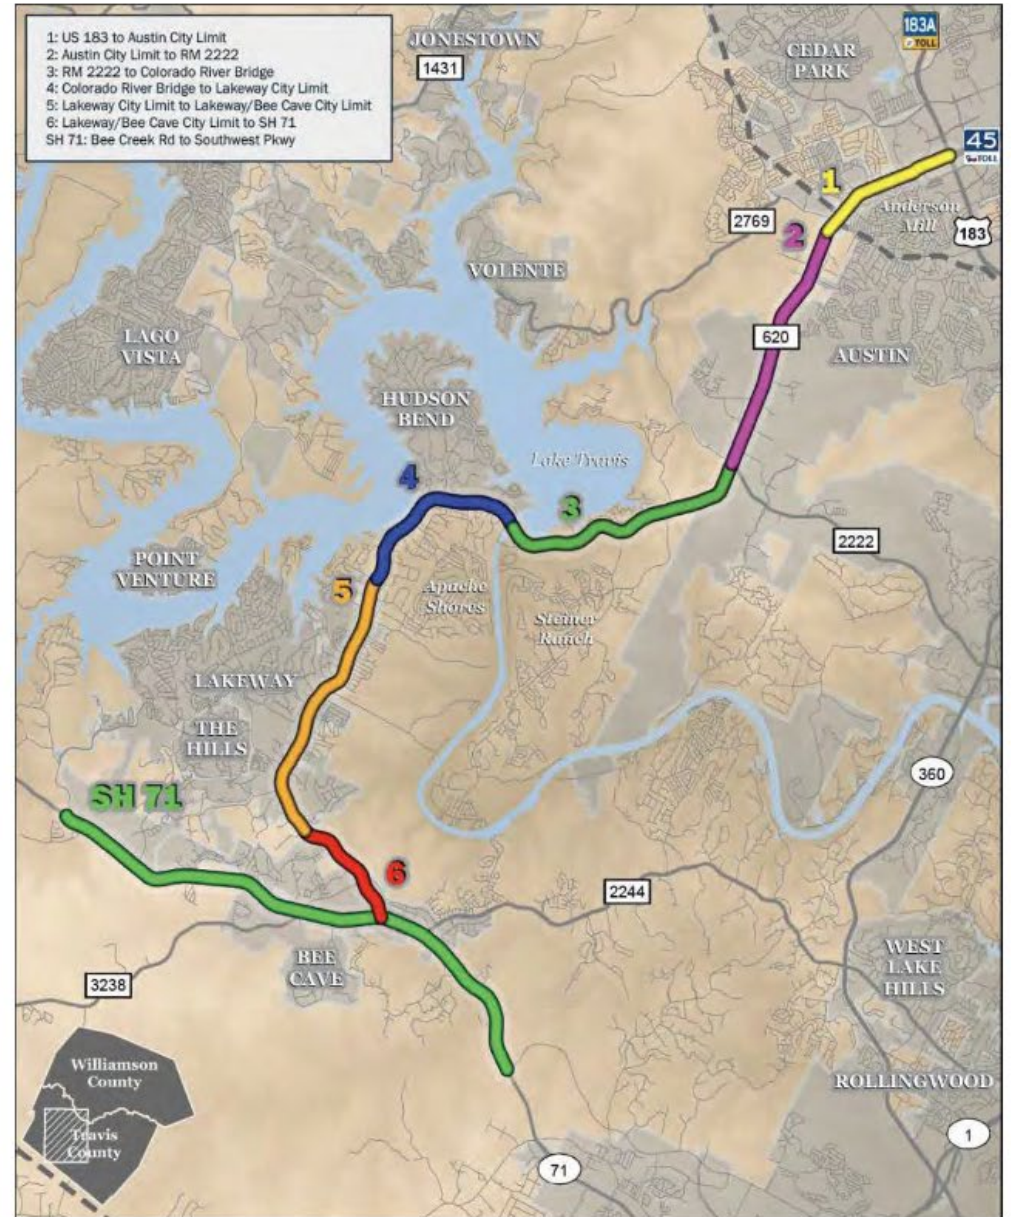 1: US 183 to Austin City Limit
2: Austin City Limit to RM 2222
3: RM 2222 to Colorado River Bridge
4: Colorado River Bridge to Lakeway City Limit
5: Lakeway City Limit to Lakeway/Bee Cave City Limit
6: Lakeway/Bee Cave City Limit to SH 71
SH 71: Bee Creek Rd to Southwest Pkwy
JONESTOWN
1431
183A
TOLL
CEDAR
PARK
45
TOLL
1
Anderson
Mill
2769
183
2
VOLENTE
LAGO
VISTA
620
AUSTIN
HUDSON
BEND
Lake Travis
4
3
2222
POINT
VENTURE
5
Apache
Shores
Steiner
Ranch
LAKEWAY
THE
HILLS
360
SH 71
6
2244
BEE
CAVE
WEST
LAKE
HILLS
3238
Williamson
County
Travis
County
ROLLINGWOOD
1
71